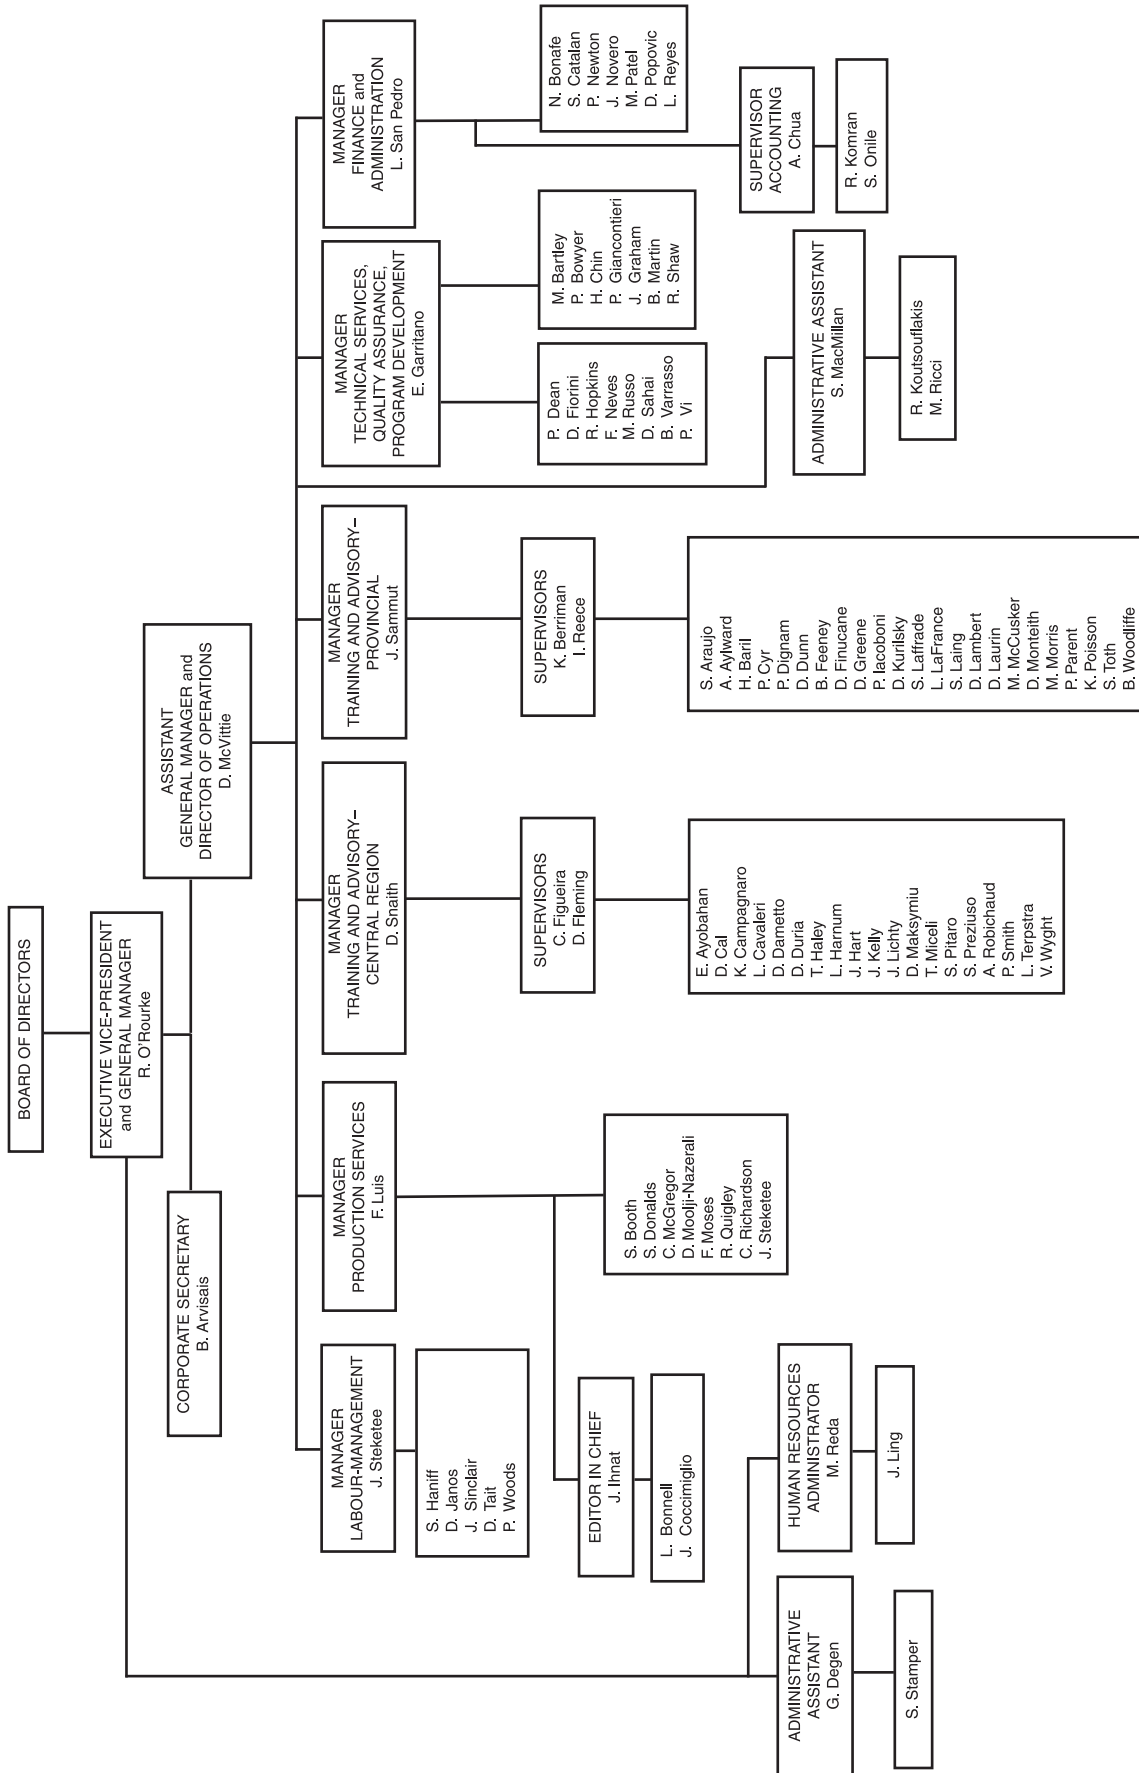 BOARD OF DIRECTORS
EXECUTIVE VICE-PRESIDENT
and GENERAL MANAGER
R. O'Rourke
CORPORATE SECRETARY
B. Arvisais
ASSISTANT
GENERAL MANAGER and
DIRECTOR OF OPERATIONS
D. McVittie
MANAGER
LABOUR-MANAGEMENT
J. Steketee
S. Haniff
D. Janos
J. Sinclair
D. Tait
P. Woods
MANAGER
PRODUCTION SERVICES
F. Luis
EDITOR IN CHIEF
J. Ihnat
L. Bonnell
J. Coccimiglio
S. Booth
S. Donalds
C. McGregor
D. Moolji-Nazerali
F. Moses
R. Quigley
C. Richardson
J. Steketee
MANAGER
TRAINING AND ADVISORY–
CENTRAL REGION
D. Snaith
SUPERVISORS
C. Figueira
D. Fleming
E. Ayobahan
D. Cal
K. Campagnaro
L. Cavaleri
D. Dametto
D. Duria
T. Haley
L. Harnum
J. Hart
J. Kelly
J. Lichty
D. Maksymiu
T. Miceli
S. Pitaro
S. Preziuso
A. Robichaud
P. Smith
L. Terpstra
V. Wyght
MANAGER
TRAINING AND ADVISORY–
PROVINCIAL
J. Sammut
SUPERVISORS
K. Berriman
I. Reece
S. Araujo
A. Aylward
H. Baril
P. Cyr
P. Dignam
D. Dunn
B. Feeney
D. Finucane
D. Greene
P. Iacoboni
D. Kurilsky
S. Laffrade
L. LaFrance
S. Laing
D. Lambert
D. Laurin
M. McCusker
D. Monteith
M. Morris
P. Parent
K. Poisson
S. Toth
B. Woodliffe
MANAGER
TECHNICAL SERVICES,
QUALITY ASSURANCE,
PROGRAM DEVELOPMENT
E. Garritano
P. Dean
D. Fiorini
R. Hopkins
F. Neves
M. Russo
D. Sahai
B. Varrasso
P. Vi
M. Bartley
P. Bowyer
H. Chin
P. Giancontieri
J. Graham
B. Martin
R. Shaw
MANAGER
FINANCE and
ADMINISTRATION
L. San Pedro
N. Bonafe
S. Catalan
P. Newton
J. Novero
M. Patel
D. Popovic
L. Reyes
SUPERVISOR
ACCOUNTING
A. Chua
R. Komran
S. Onile
ADMINISTRATIVE ASSISTANT
S. MacMillan
R. Koutsouflakis
M. Ricci
ADMINISTRATIVE
ASSISTANT
G. Degen
S. Stamper
HUMAN RESOURCES
ADMINISTRATOR
M. Reda
J. Ling